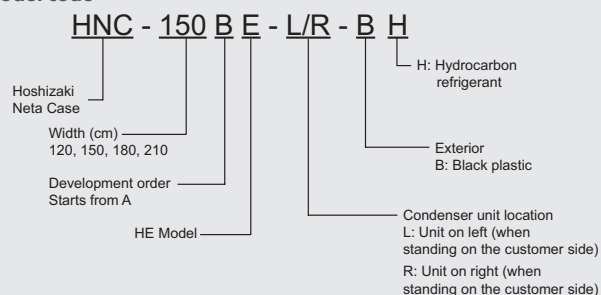 HNC - 150 B E - L/R - B H
H: Hydrocarbon
refrigerant
Hoshizaki
Neta Case
Width (cm)
120, 150, 180, 210
Exterior
B: Black plastic
Development order
Starts from A
HE Model
Condenser unit location
L: Unit on left (when
standing on the customer side)
R: Unit on right (when
standing on the customer side)